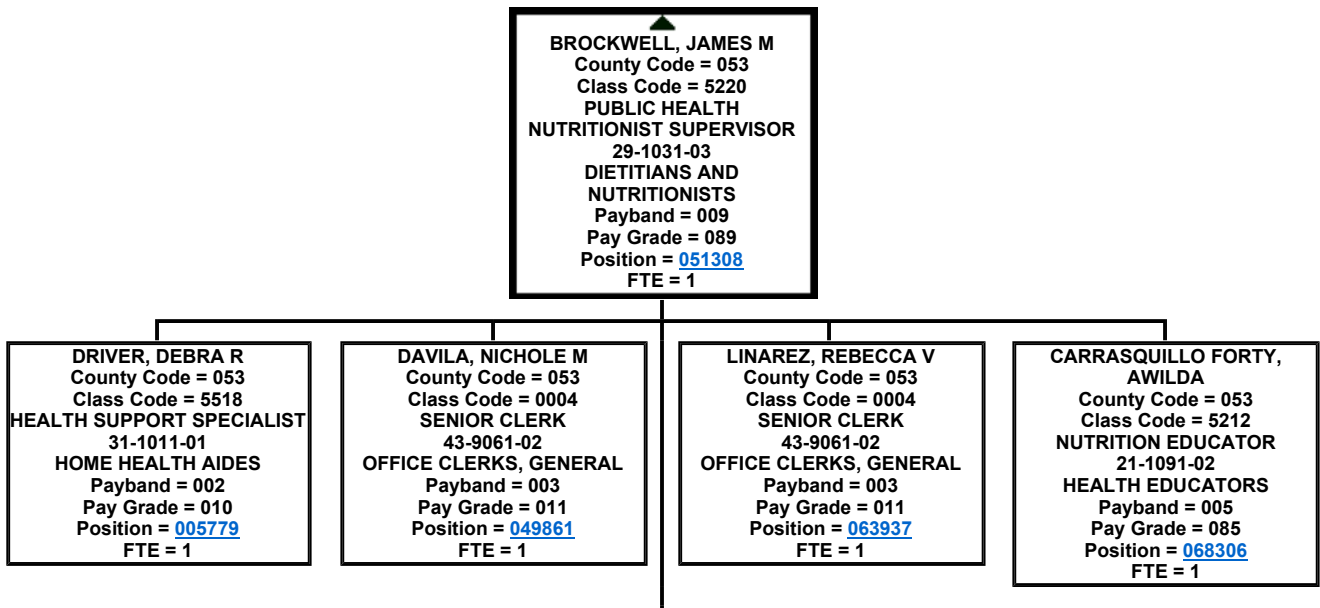 BROCKWELL, JAMES M
County Code = 053
Class Code = 5220
PUBLIC HEALTH
NUTRITIONIST SUPERVISOR
29-1031-03
DIETITIANS AND
NUTRITIONISTS
Payband = 009
Pay Grade = 089
Position = 051308
FTE = 1
DRIVER, DEBRA R
County Code = 053
Class Code = 5518
HEALTH SUPPORT SPECIALIST
31-1011-01
HOME HEALTH AIDES
Payband = 002
Pay Grade = 010
Position = 005779
FTE = 1
DAVILA, NICHOLE M
County Code = 053
Class Code = 0004
SENIOR CLERK
43-9061-02
OFFICE CLERKS, GENERAL
Payband = 003
Pay Grade = 011
Position = 049861
FTE = 1
LINAREZ, REBECCA V
County Code = 053
Class Code = 0004
SENIOR CLERK
43-9061-02
OFFICE CLERKS, GENERAL
Payband = 003
Pay Grade = 011
Position = 063937
FTE = 1
CARRASQUILLO FORTY,
AWILDA
County Code = 053
Class Code = 5212
NUTRITION EDUCATOR
21-1091-02
HEALTH EDUCATORS
Payband = 005
Pay Grade = 085
Position = 068306
FTE = 1